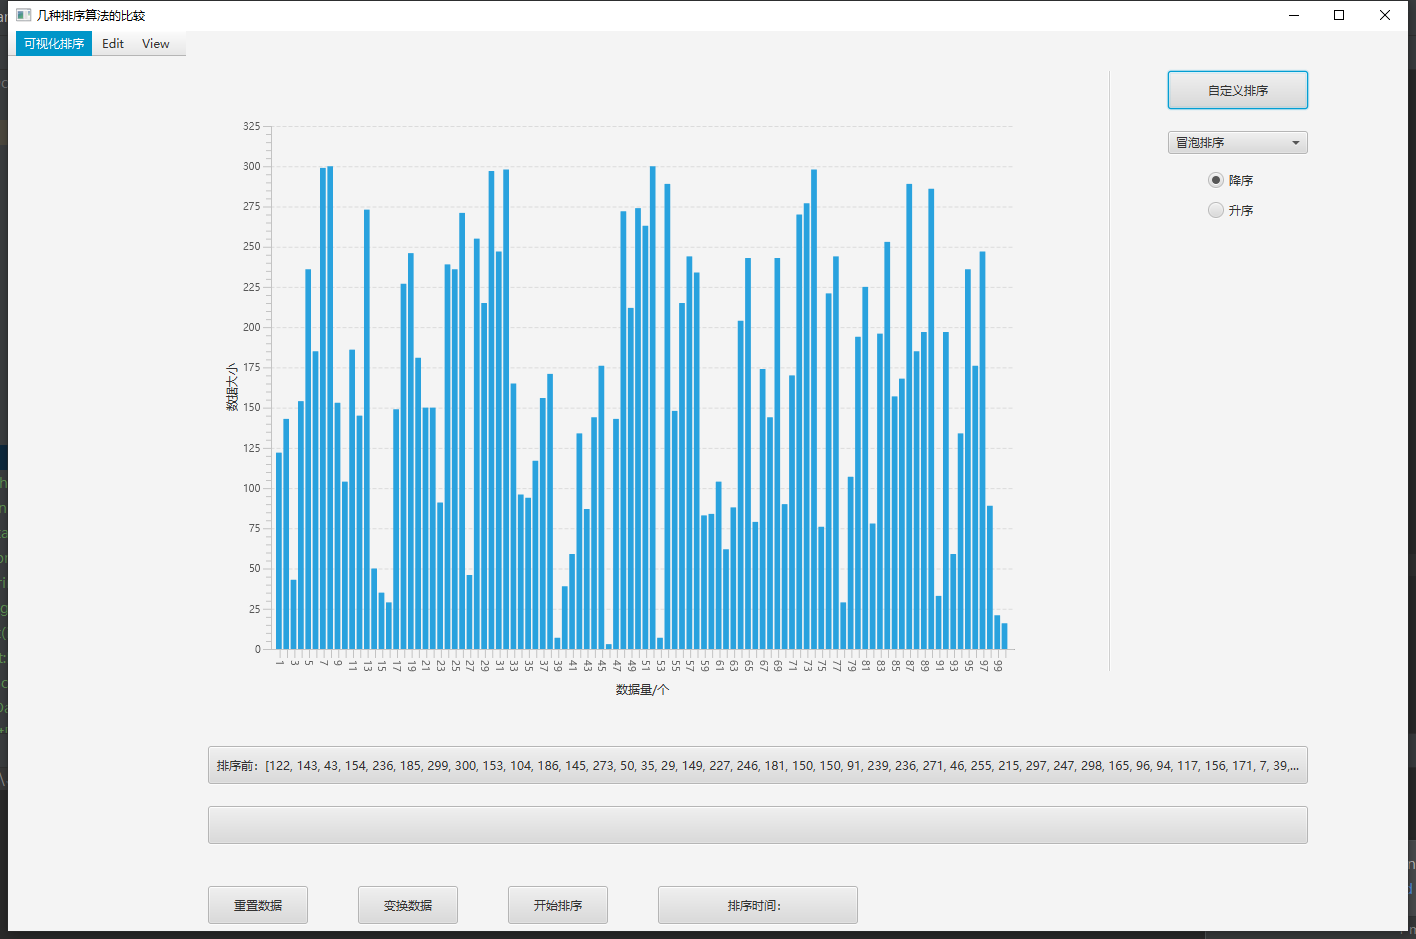 几种排序算法的比较
可视化排序 Edit View
自定义排序
冒泡排序
降序
升序
325
300
275
250
225
200
175
150
125
100
75
50
25
0
数据大小
1 3 5 7 9 11 13 15 17 19 21 23 25 27 29 31 33 35 37 39 41 43 45 47 49 51 53 55 57 59 61 63 65 67 69 71 73 75 77 79 81 83 85 87 89 91 93 95 97 99
数据量/个
排序前：[122, 143, 43, 154, 236, 185, 299, 300, 153, 104, 186, 145, 273, 50, 35, 29, 149, 227, 246, 181, 150, 150, 91, 239, 236, 271, 46, 255, 215, 297, 247, 298, 165, 96, 94, 117, 156, 171, 7, 39,...
重置数据 变换数据 开始排序 排序时间：